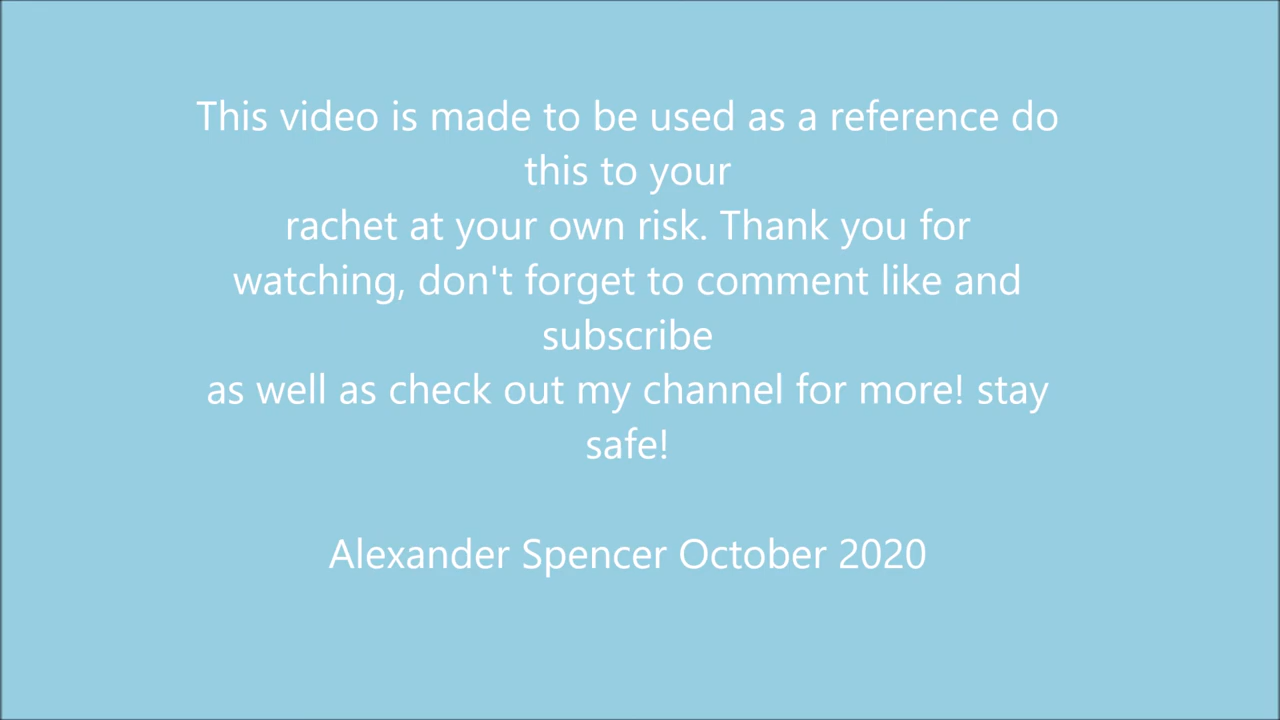 This video is made to be used as a reference do
this to your
rachet at your own risk. Thank you for
watching, don't forget to comment like and
subscribe
as well as check out my channel for more! stay
safe!
Alexander Spencer October 2020